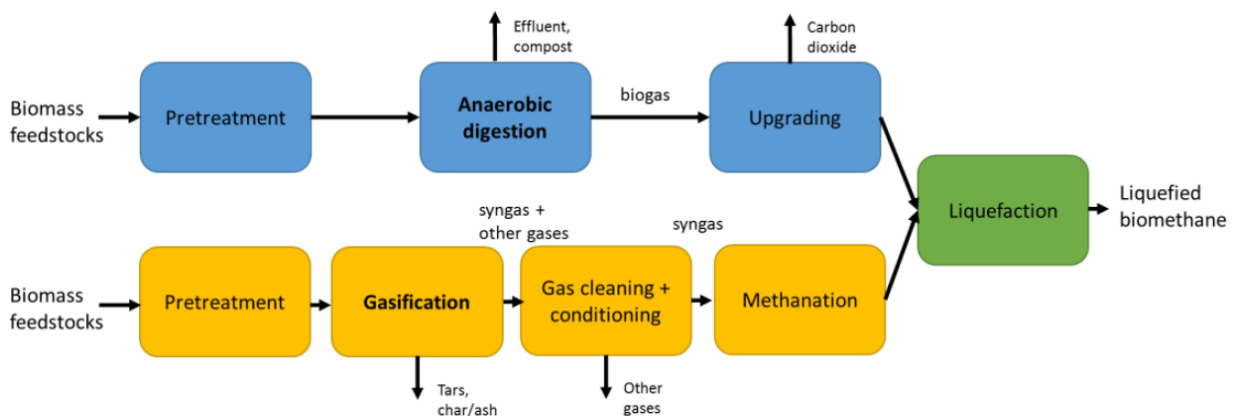 Effluent,
compost
Carbon
dioxide
Biomass
feedstocks
Pretreatment
Anaerobic
digestion
biogas
Upgrading
Liquefaction
Liquefied
biomethane
syngas +
other gases
syngas
Biomass
feedstocks
Pretreatment
Gasification
Gas cleaning +
conditioning
Methanation
Tars,
char/ash
Other
gases